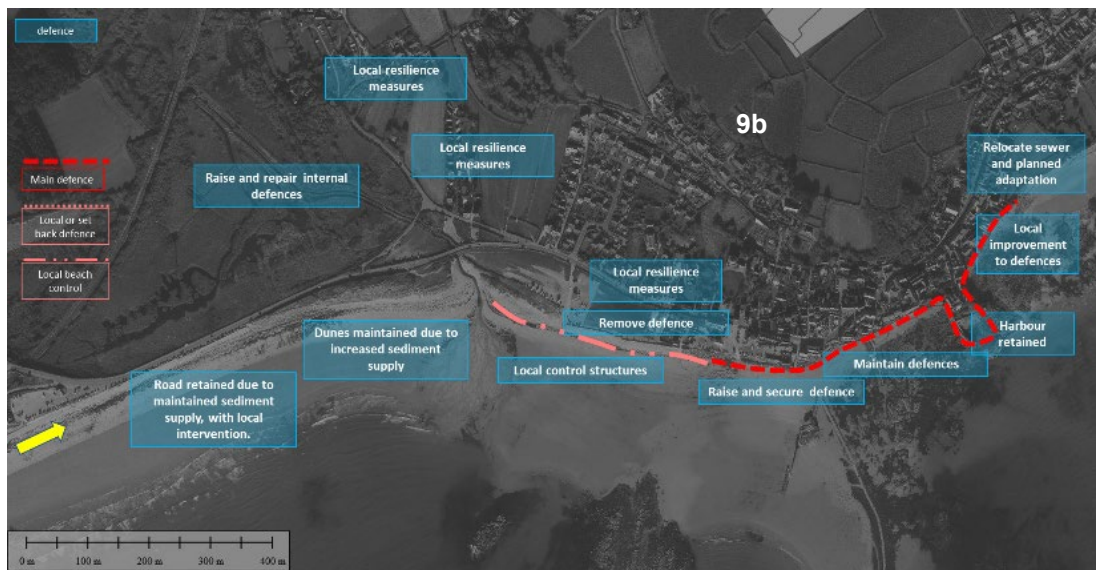 defence
Local resilience
measures
9b
Local resilience
measures
Relocate sewer
and planned
adaptation
Main defence
Raise and repair internal
defences
Local or set
back defence
Local
improvement
to defences
Local beach
control
Local resilience
measures
Remove defence
Harbour
retained
Dunes maintained due to
increased sediment
supply
Maintain defences
Local control structures
Raise and secure defence
Road retained due to
maintained sediment
supply, with local
intervention.
0 m
100 m
200 m
300 m
400 m